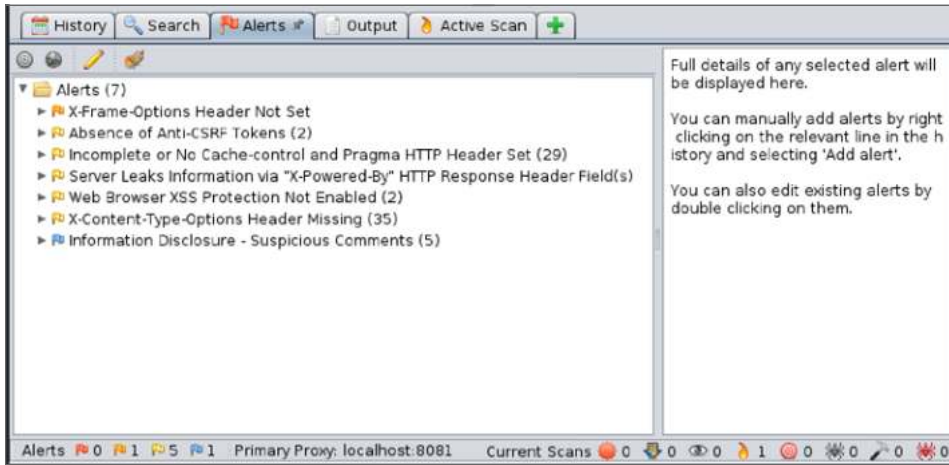 History Search Alerts Output Active Scan
Alerts (7)
X-Frame-Options Header Not Set
Absence of Anti-CSRF Tokens (2)
Incomplete or No Cache-control and Pragma HTTP Header Set (29)
Server Leaks Information via "X-Powered-By" HTTP Response Header Field(s)
Web Browser XSS Protection Not Enabled (2)
X-Content-Type-Options Header Missing (35)
Information Disclosure - Suspicious Comments (5)
Full details of any selected alert will
be displayed here.
You can manually add alerts by right
clicking on the relevant line in the h
istory and selecting 'Add alert'.
You can also edit existing alerts by
double clicking on them.
Alerts 0 1 5 1 Primary Proxy: localhost:8081 Current Scans 0 0 0 1 0 0 0 0